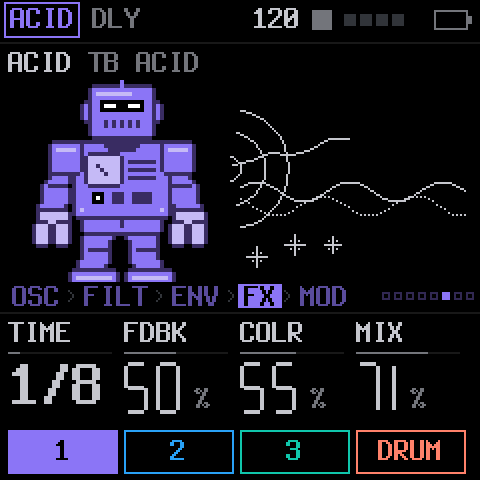 ACID DLY 120
ACID TB ACID
OSC > FILT > ENV > FX > MOD
TIME FDBK COLR MIX
1/8 50% 55% 71%
1 2 3 DRUM